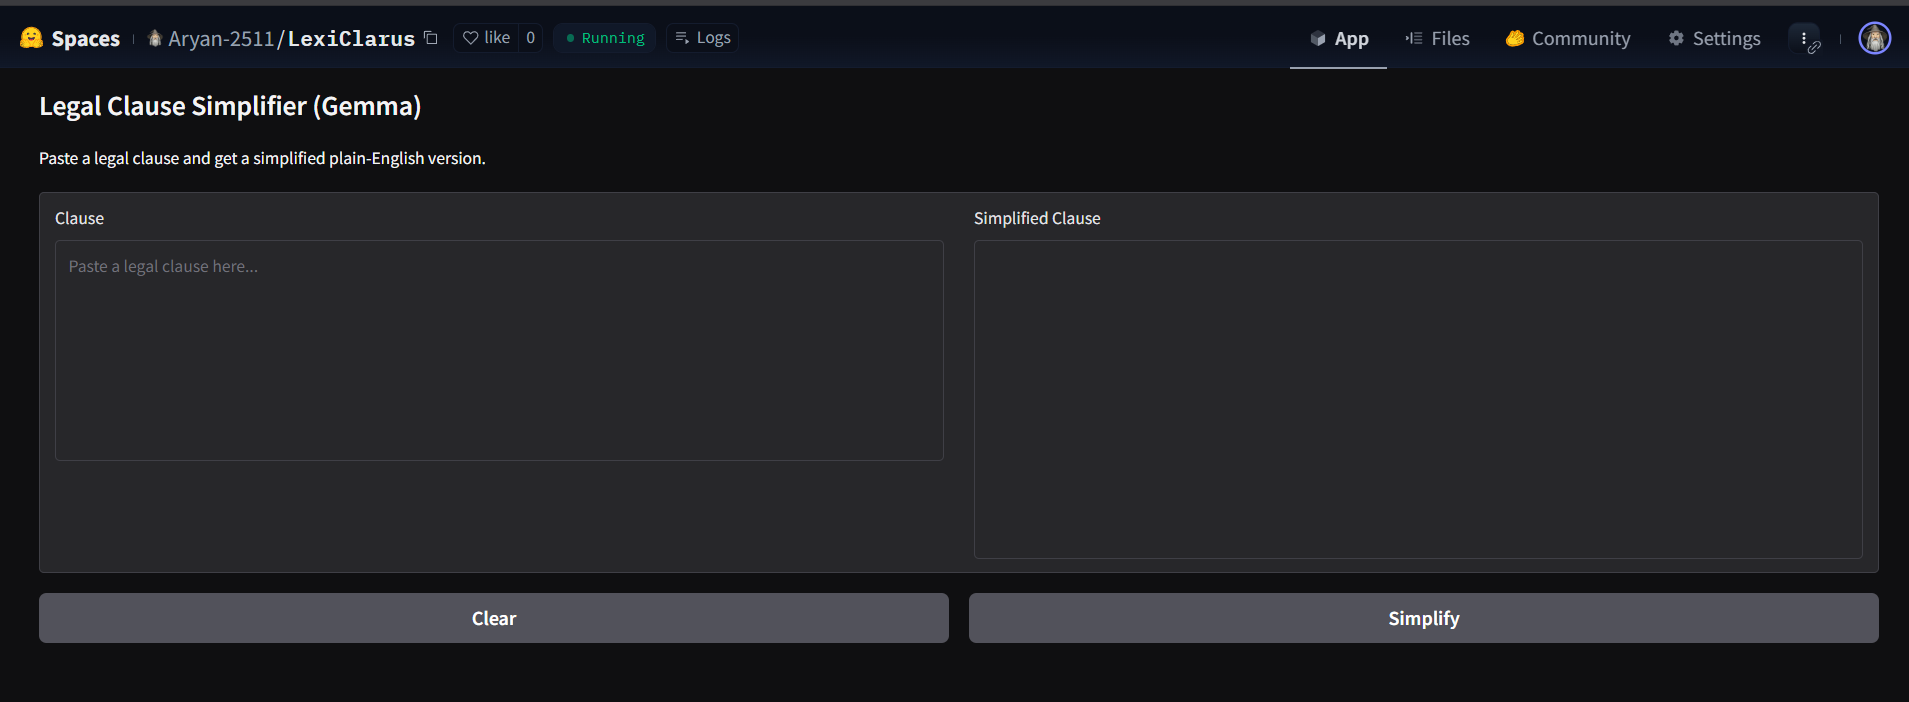 Spaces Aryan-2511/LexiClarus like 0 Running Logs App Files Community Settings
Legal Clause Simplifier (Gemma)
Paste a legal clause and get a simplified plain-English version.
Clause
Paste a legal clause here...
Simplified Clause
Clear
Simplify